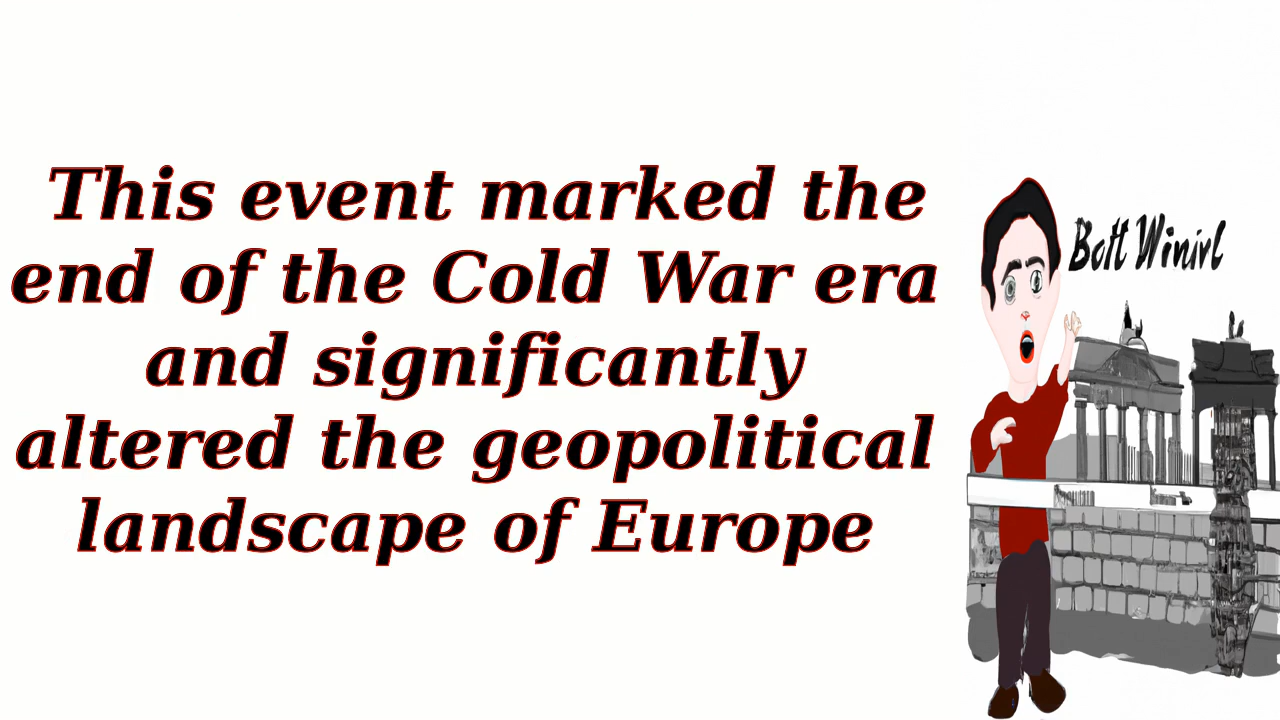 This event marked the
end of the Cold War era
and significantly
altered the geopolitical
landscape of Europe